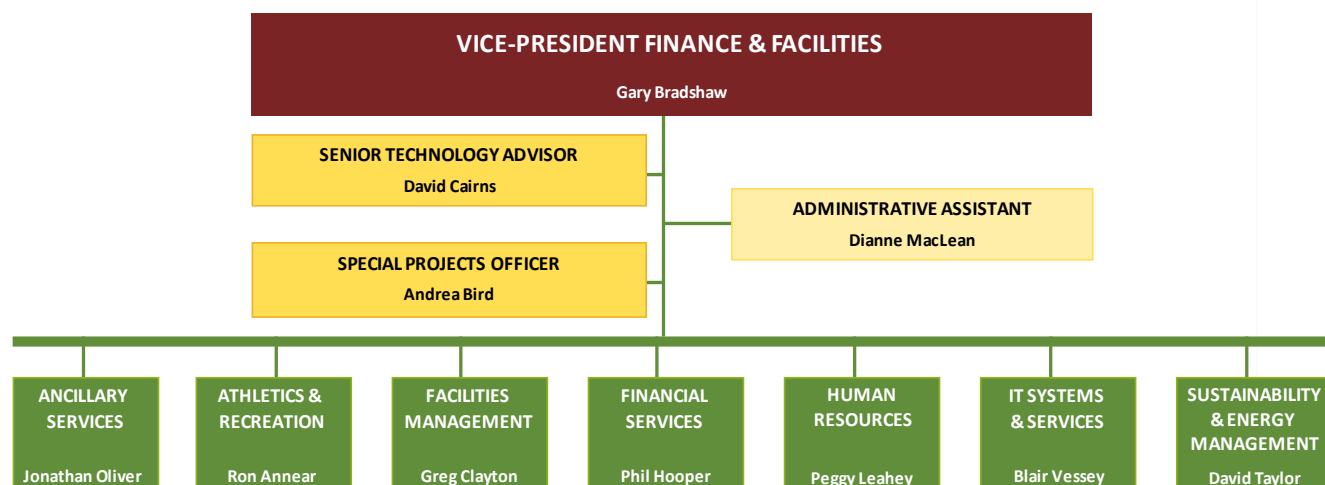 VICE-PRESIDENT FINANCE & FACILITIES
Gary Bradshaw
SENIOR TECHNOLOGY ADVISOR
David Cairns
ADMINISTRATIVE ASSISTANT
Dianne MacLean
SPECIAL PROJECTS OFFICER
Andrea Bird
ANCILLARY
SERVICES
Jonathan Oliver
ATHLETICS &
RECREATION
Ron Annear
FACILITIES
MANAGEMENT
Greg Clayton
FINANCIAL
SERVICES
Phil Hooper
HUMAN
RESOURCES
Peggy Leahey
IT SYSTEMS
& SERVICES
Blair Vessey
SUSTAINABILITY
& ENERGY
MANAGEMENT
David Taylor